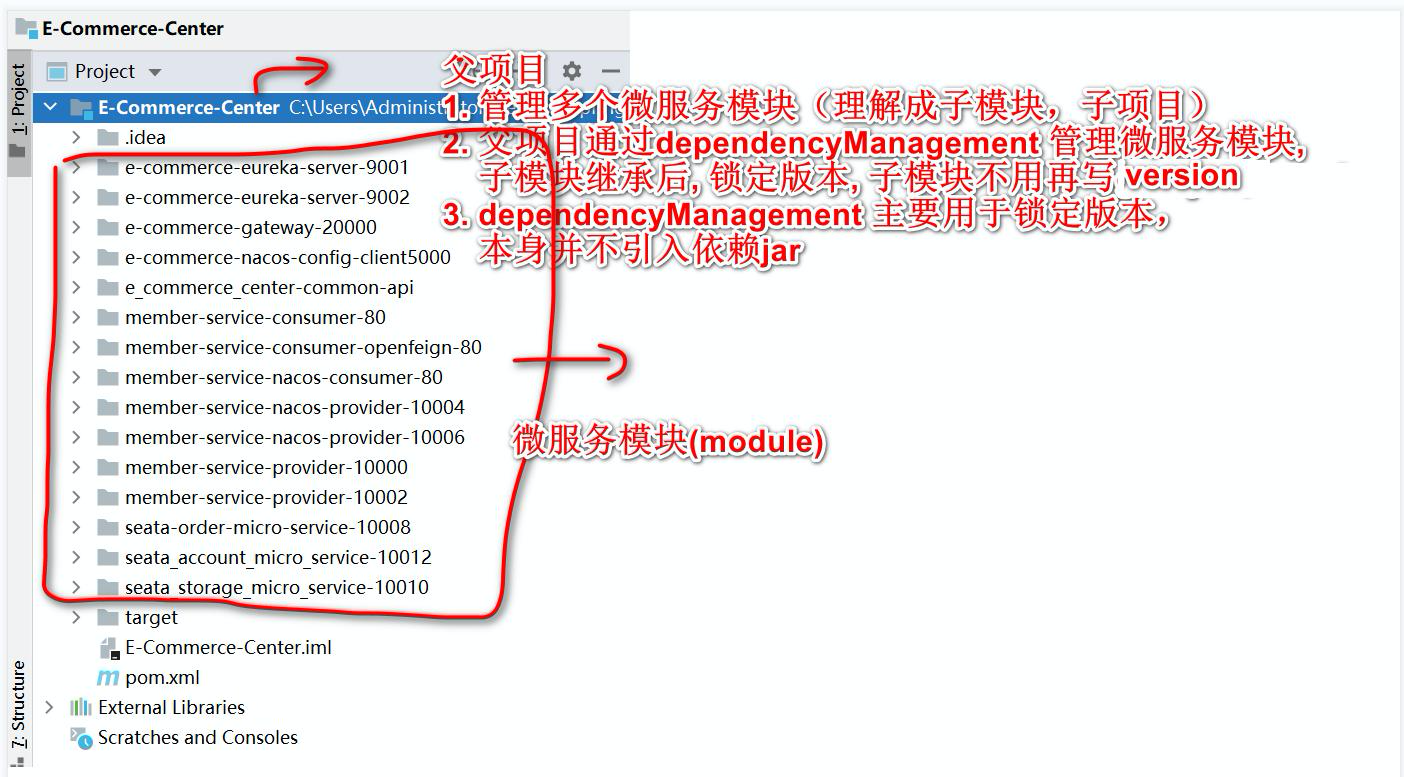 E-Commerce-Center
1: Project
Project
父项目
E-Commerce-Center C:\Users\Administrato
1. 管理多个微服务模块（理解成子模块，子项目）
.idea
2. 父项目通过dependencyManagement 管理微服务模块,
e-commerce-eureka-server-9001
子模块继承后, 锁定版本, 子模块不用再写 version
e-commerce-eureka-server-9002
3. dependencyManagement 主要用于锁定版本，
e-commerce-gateway-20000
本身并不引入依赖jar
e-commerce-nacos-config-client5000
e_commerce_center-common-api
member-service-consumer-80
member-service-consumer-openfeign-80
member-service-nacos-consumer-80
member-service-nacos-provider-10004
member-service-nacos-provider-10006
微服务模块(module)
member-service-provider-10000
member-service-provider-10002
seata-order-micro-service-10008
seata_account_micro_service-10012
seata_storage_micro_service-10010
target
E-Commerce-Center.iml
m pom.xml
External Libraries
Scratches and Consoles
7: Structure